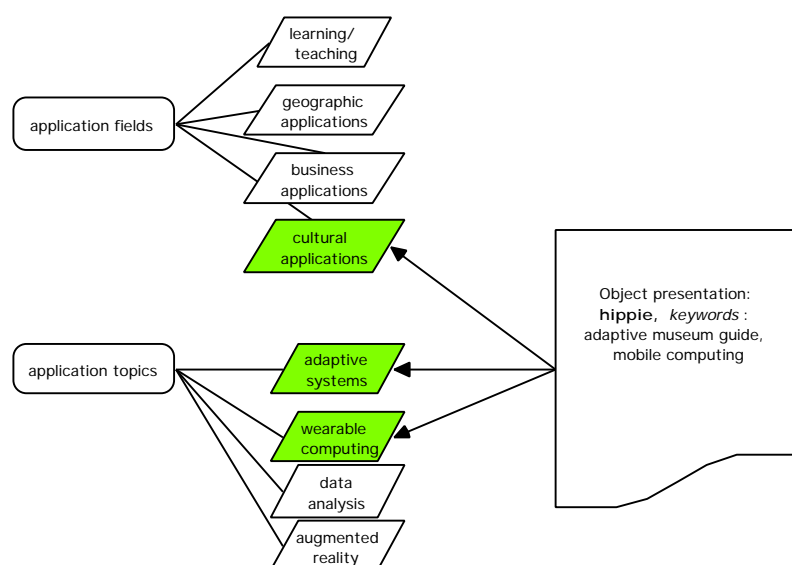 learning/
teaching
geographic
applications
application fields
business
applications
cultural
applications
Object presentation:
hippie, keywords :
adaptive museum guide,
mobile computing
application topics
adaptive
systems
wearable
computing
data
analysis
augmented
reality